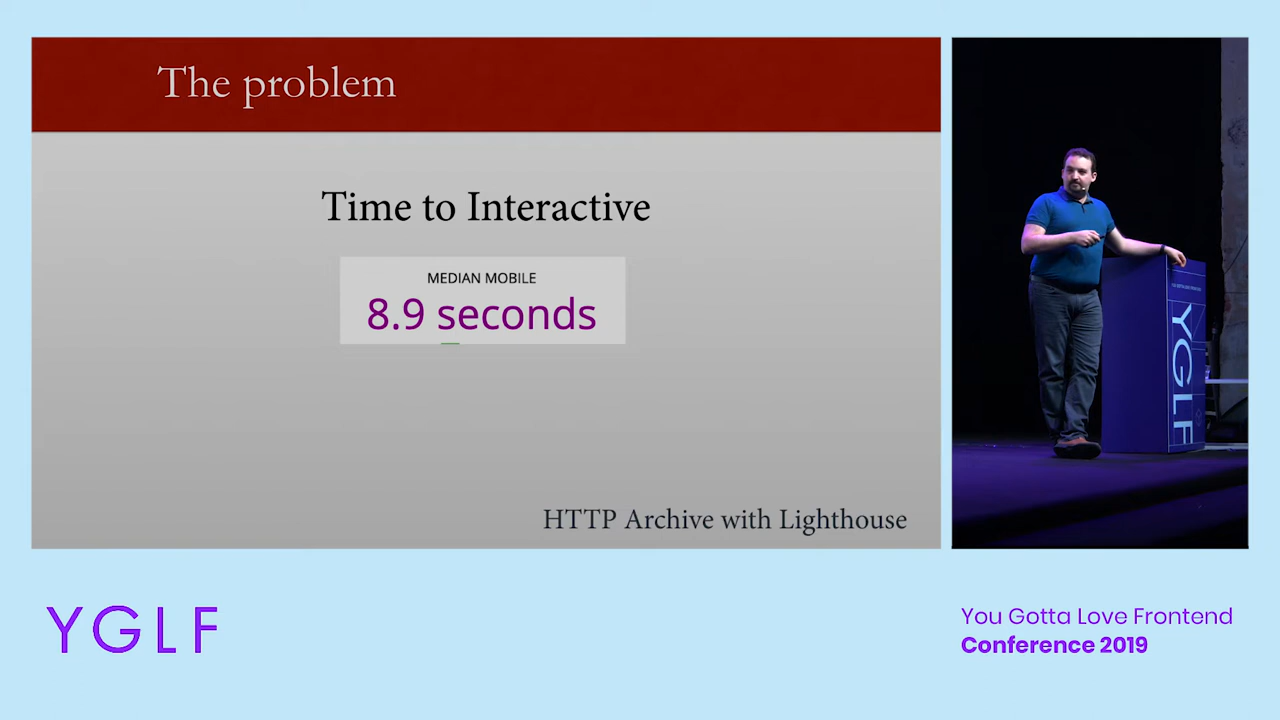 The problem
Time to Interactive
MEDIAN MOBILE
8.9 seconds
HTTP Archive with Lighthouse
YGLF
YGLF
You Gotta Love Frontend
Conference 2019